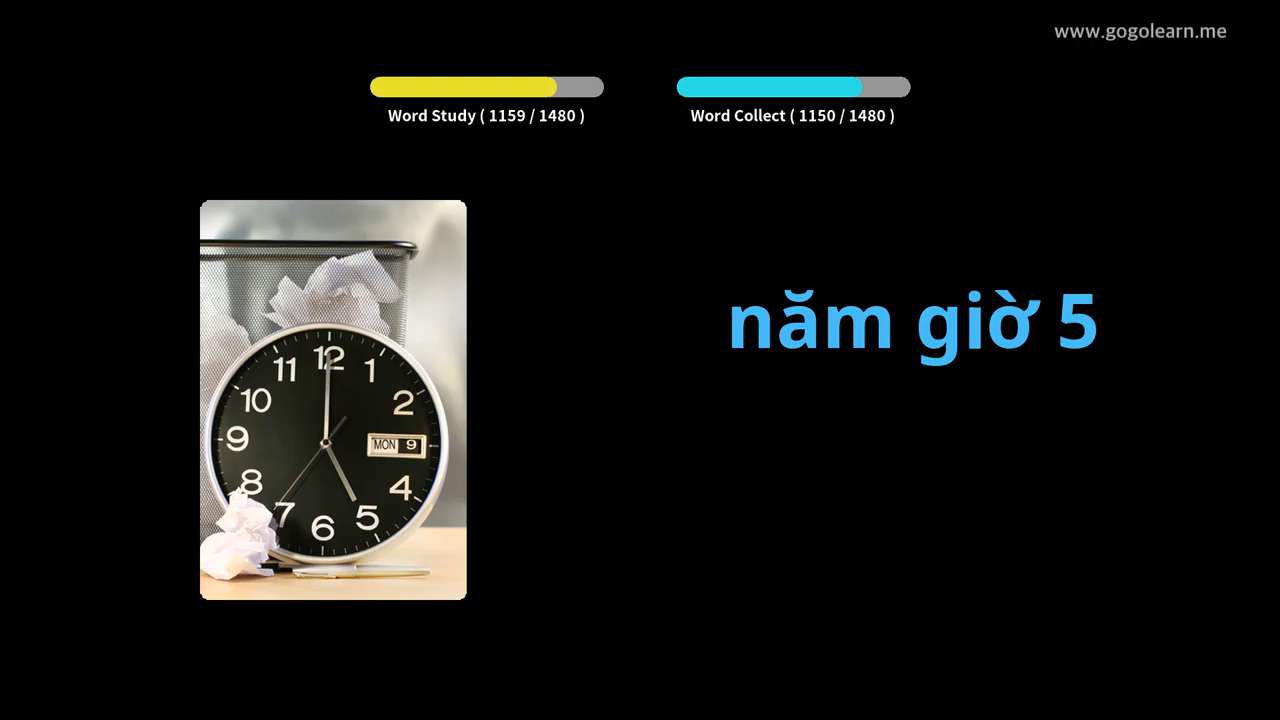 www.gogolearn.me
Word Study ( 1159 / 1480 )
Word Collect ( 1150 / 1480 )
năm giờ 5
12
11
1
10
2
9
MON 9
8
4
7
5
6